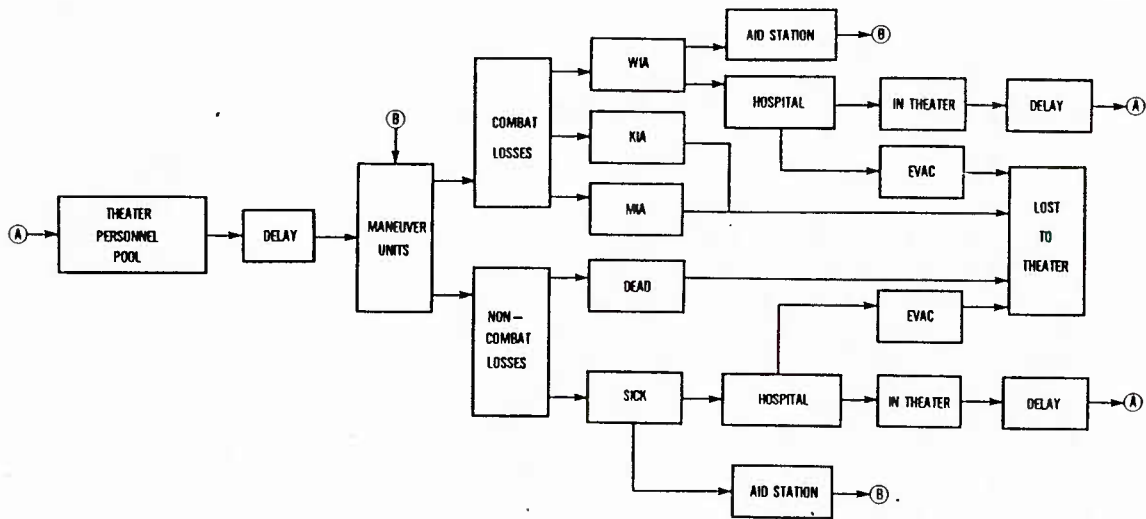 AID STATION
B
WIA
HOSPITAL
IN THEATER
DELAY
A
B
COMBAT
LOSSES
KIA
EVAC
MIA
LOST
TO
THEATER
A
THEATER
PERSONNEL
POOL
DELAY
MANEUVER
UNITS
DEAD
EVAC
NON-
COMBAT
LOSSES
SICK
HOSPITAL
IN THEATER
DELAY
A
AID STATION
B